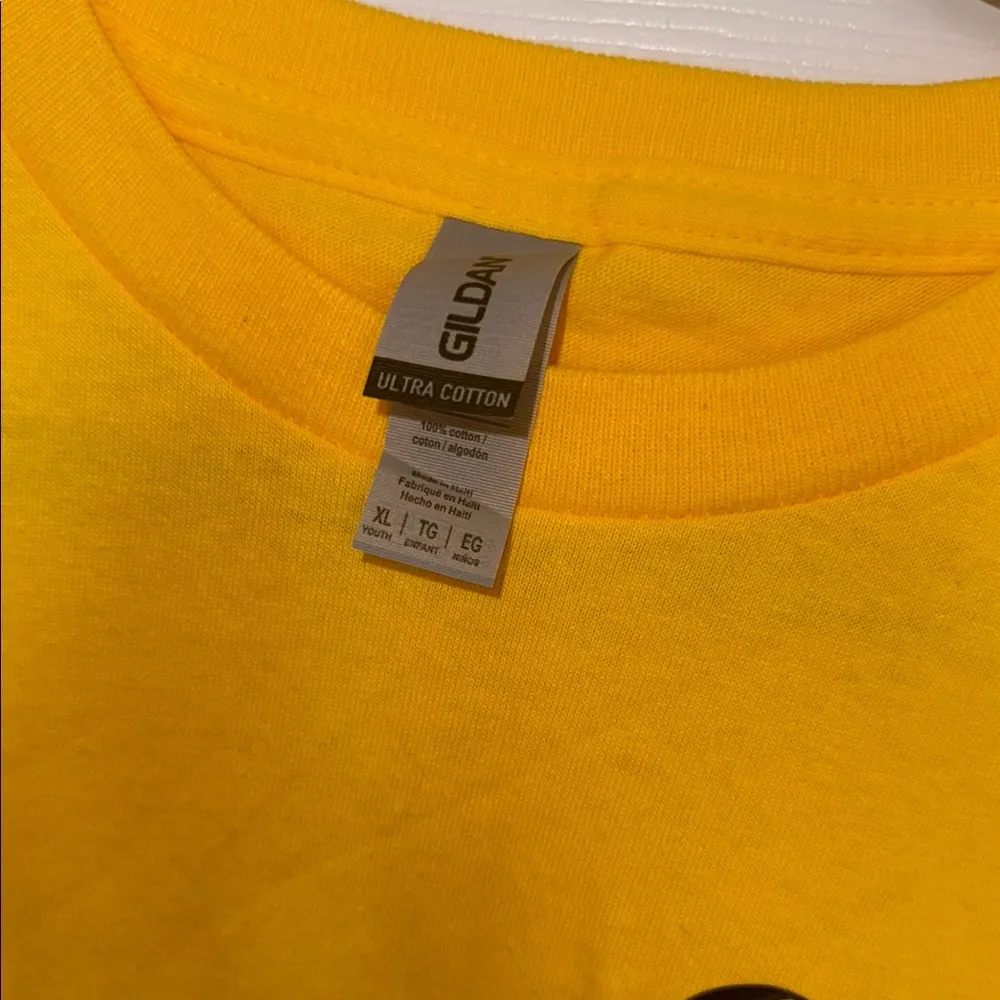 GILDAN
ULTRA COTTON
100% cotton /
coton / algodón
Made in Haiti
Fabriqué en Haïti
Hecho en Haití
XL | TG | EG
YOUTH ENFANT NIÑOS